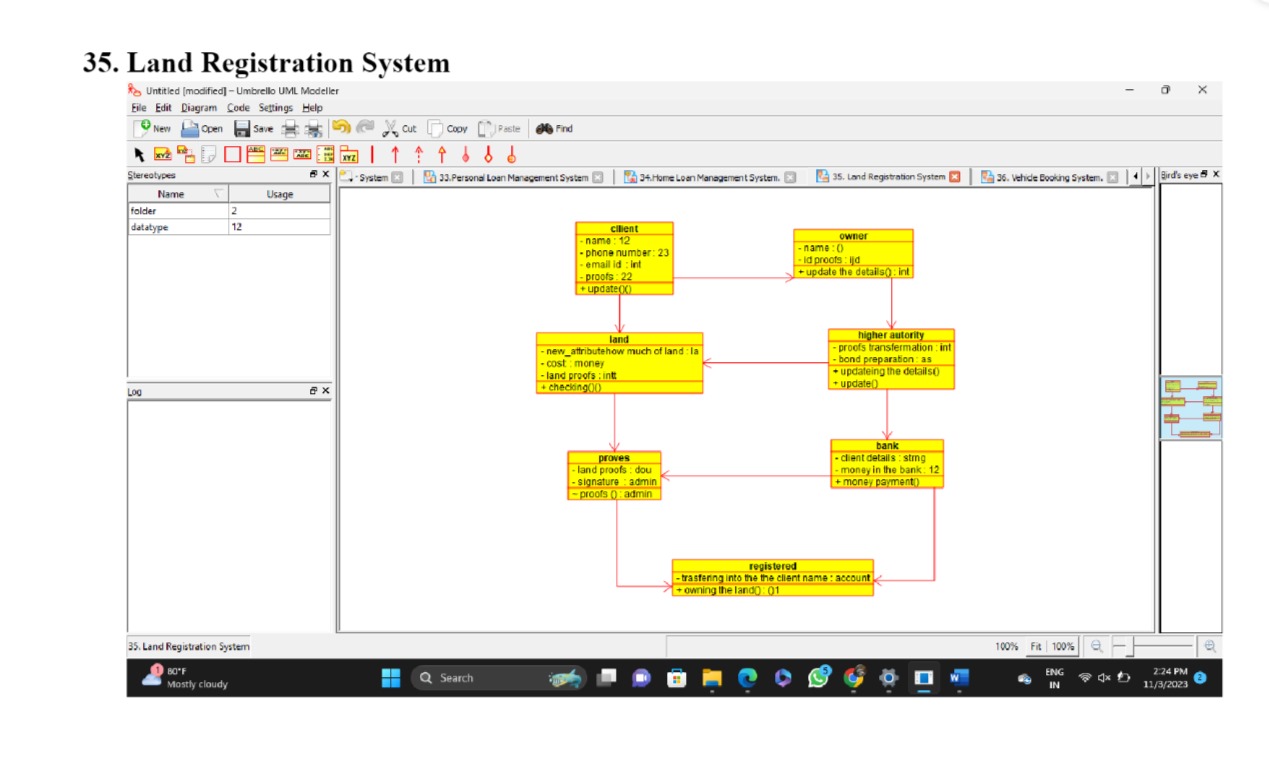 35. Land Registration System
Untitled [modified] – Umbrello UML Modeller
File Edit Diagram Code Settings Help
New Open Save Cut Copy Paste Find
Stereotypes
- System 33.Personal Loan Management System 34.Home Loan Management System. 35. Land Registration System 36. Vehicle Booking System. Bird's eye
Name Usage
folder 2
datatype 12
Log
cllient
- name : 12
- phone number : 23
- email id : int
- proofs : 22
+ update()()
owner
- name : ()
- id proofs : ijd
+ update the details() : int
land
- new_attributehow much of land : la
- cost : money
- land proofs : intt
+ checking()()
higher autority
- proofs transfermation : int
- bond preparation : as
+ updateing the details()
+ update()
proves
- land proofs : dou
- signature : admin
~ proofs () : admin
bank
- client details : strng
- money in the bank : 12
+ money payment()
registered
- trasfering into the the client name : account
+ owning the land() : ()1
35. Land Registration System
100% Fit 100%
1
80°F
Mostly cloudy
Search
ENG
IN
2:24 PM
11/3/2023
2